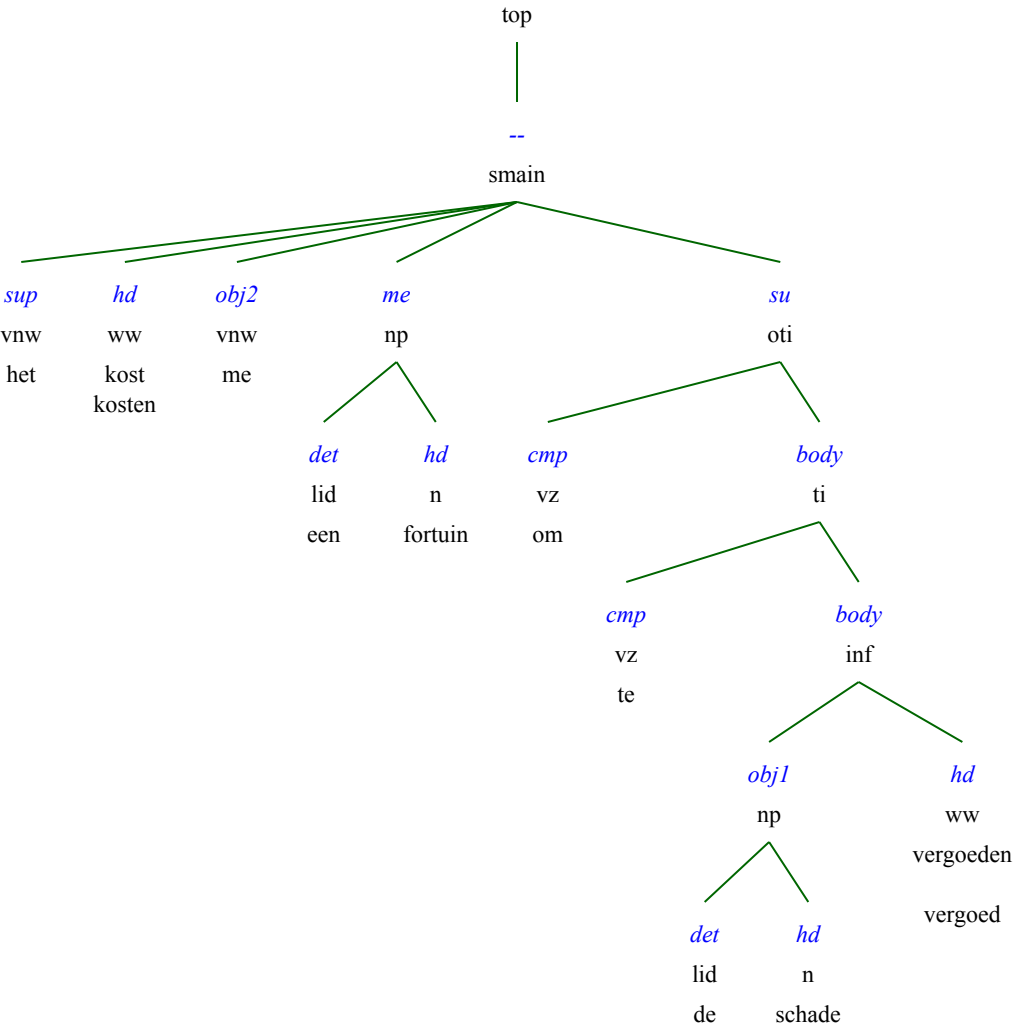 top
--
smain
sup hd obj2 me su
vnw ww vnw np oti
het kost me
kosten
det hd cmp body
lid n vz ti
een fortuin om
cmp body
vz inf
te
obj1 hd
np ww
vergoeden
vergoed
det hd
lid n
de schade